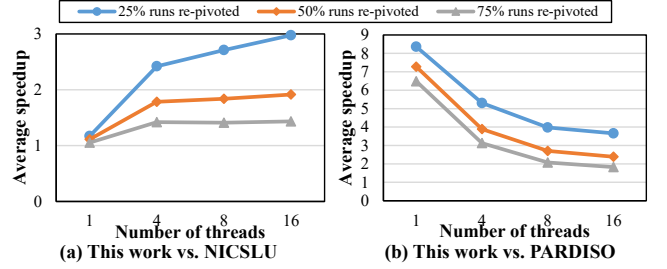 25% runs re-pivoted 50% runs re-pivoted 75% runs re-pivoted
Average speedup
3
2
1
0
1 4 8 16
Number of threads
(a) This work vs. NICSLU
Average speedup
9
8
7
6
5
4
3
2
1
0
1 4 8 16
Number of threads
(b) This work vs. PARDISO